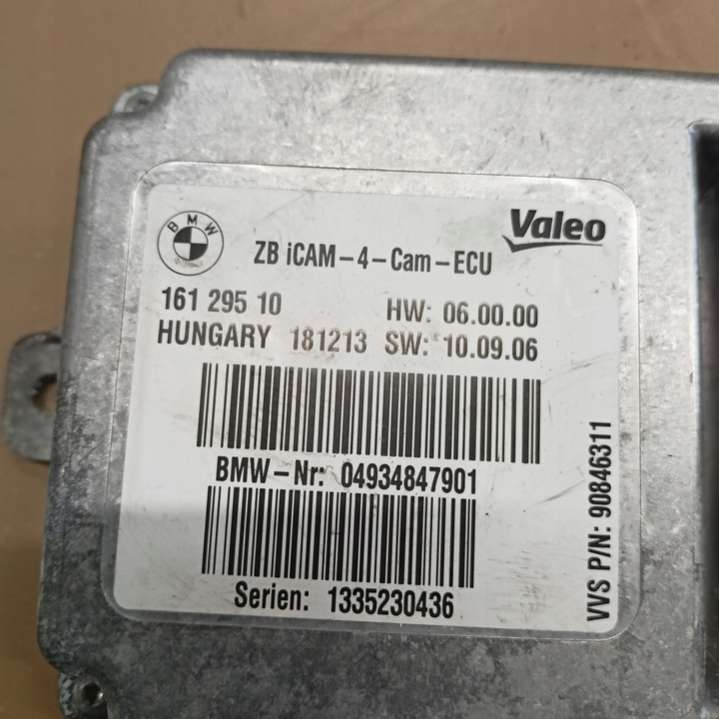 BMW
Valeo
ZB iCAM-4-Cam-ECU
161 295 10 HW: 06.00.00
HUNGARY 181213 SW: 10.09.06
BMW-Nr: 04934847901
Serien: 1335230436
VVS P/N: 90846311